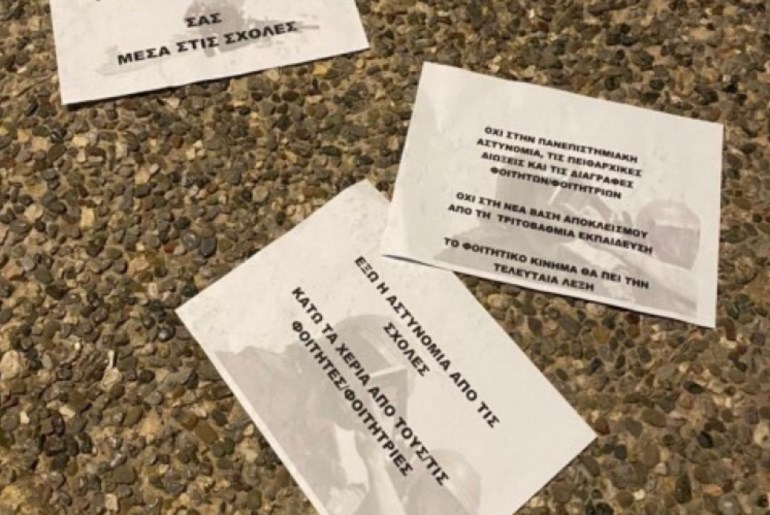 ΣΑΣ
ΜΕΣΑ ΣΤΙΣ ΣΧΟΛΕΣ
ΟΧΙ ΣΤΗΝ ΠΑΝΕΠΙΣΤΗΜΙΑΚΗ
ΑΣΤΥΝΟΜΙΑ, ΤΙΣ ΠΕΙΘΑΡΧΙΚΕΣ
ΔΙΩΞΕΙΣ ΚΑΙ ΤΙΣ ΔΙΑΓΡΑΦΕΣ
ΦΟΙΤΗΤΩΝ/ΦΟΙΤΗΤΡΙΩΝ
ΟΧΙ ΣΤΗ ΝΕΑ ΒΑΣΗ ΑΠΟΚΛΕΙΣΜΟΥ
ΑΠΟ ΤΗ ΤΡΙΤΟΒΑΘΜΙΑ ΕΚΠΑΙΔΕΥΣΗ
ΤΟ ΦΟΙΤΗΤΙΚΟ ΚΙΝΗΜΑ ΘΑ ΠΕΙ ΤΗΝ
ΤΕΛΕΥΤΑΙΑ ΛΕΞΗ
ΕΞΩ Η ΑΣΤΥΝΟΜΙΑ ΑΠΟ ΤΙΣ
ΣΧΟΛΕΣ
ΚΑΤΩ ΤΑ ΧΕΡΙΑ ΑΠΟ ΤΟΥΣ/ΤΙΣ
ΦΟΙΤΗΤΕΣ/ΦΟΙΤΗΤΡΙΕΣ